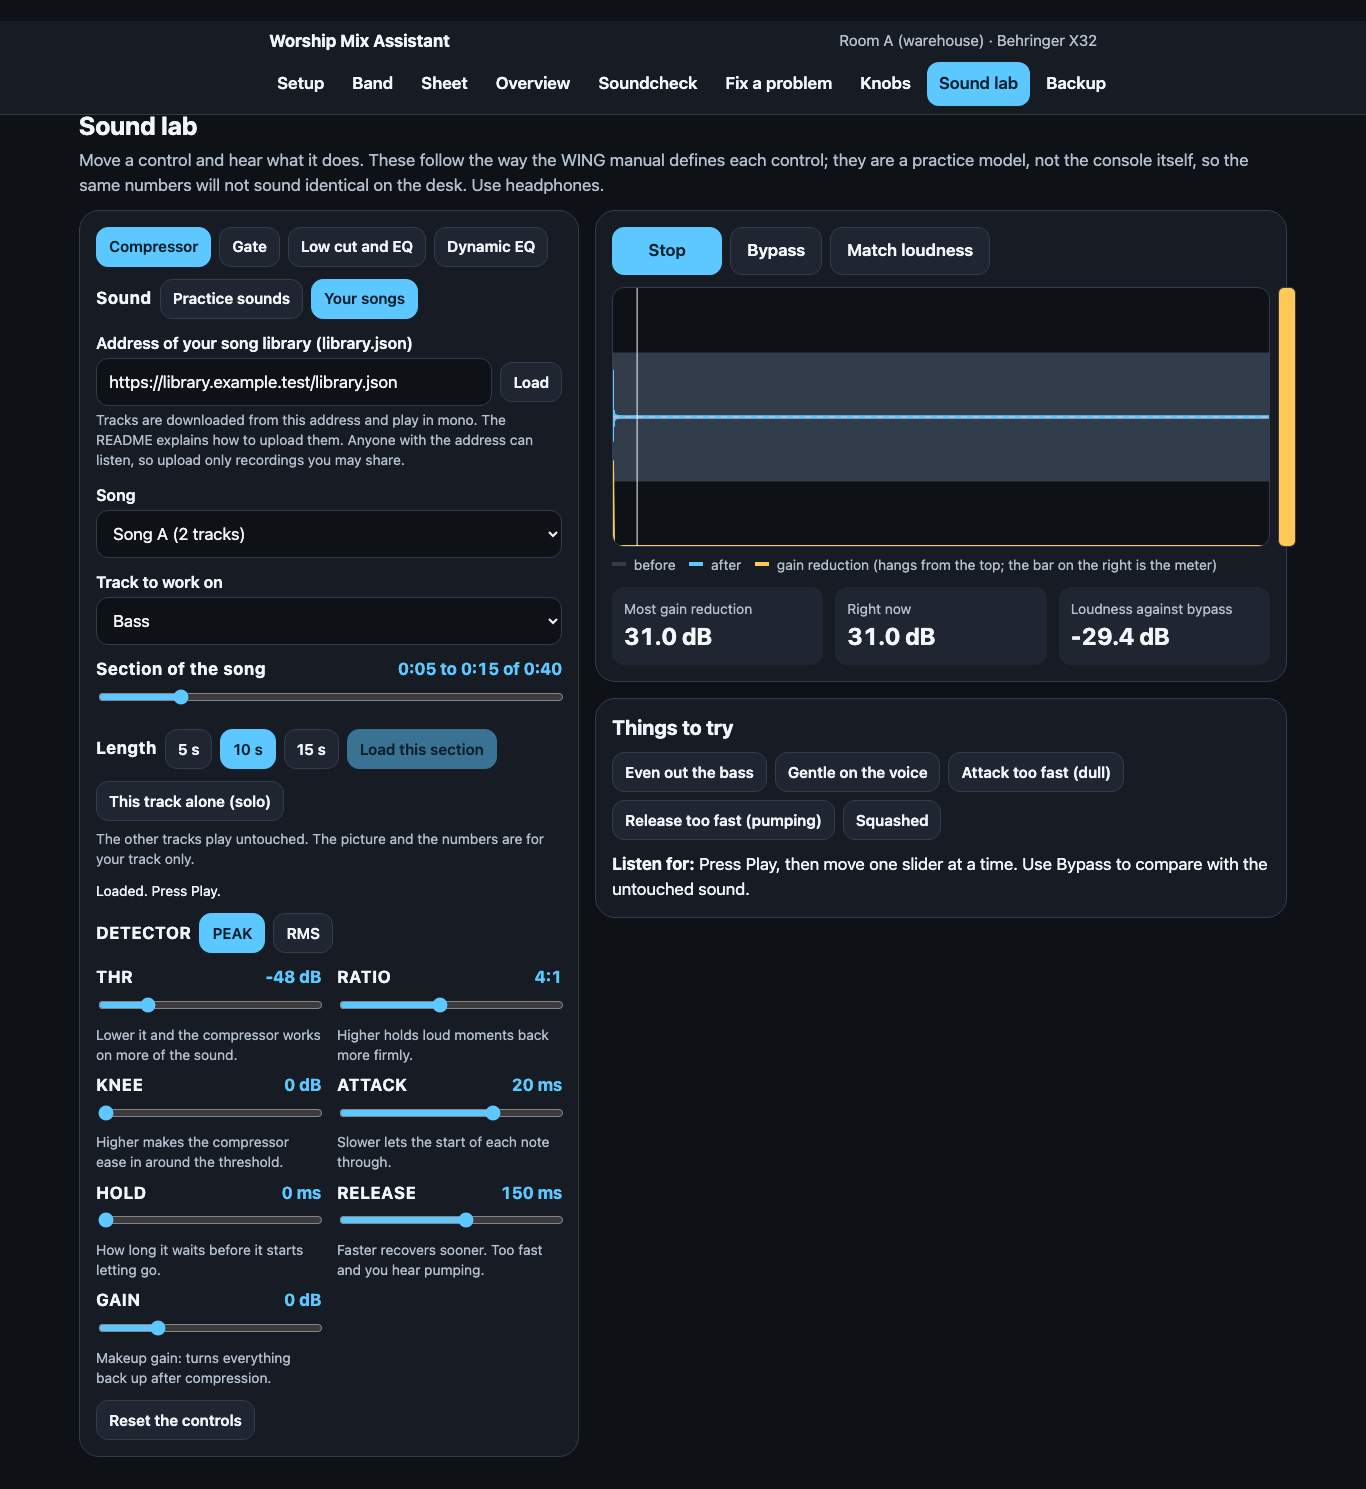 Worship Mix Assistant
Room A (warehouse) · Behringer X32
Setup
Band
Sheet
Overview
Soundcheck
Fix a problem
Knobs
Sound lab
Backup
Sound lab
Move a control and hear what it does. These follow the way the WING manual defines each control; they are a practice model, not the console itself, so the
same numbers will not sound identical on the desk. Use headphones.
Compressor
Gate
Low cut and EQ
Dynamic EQ
Sound
Practice sounds
Your songs
Address of your song library (library.json)
https://library.example.test/library.json
Load
Tracks are downloaded from this address and play in mono. The
README explains how to upload them. Anyone with the address can
listen, so upload only recordings you may share.
Song
Song A (2 tracks)
Track to work on
Bass
Section of the song
0:05 to 0:15 of 0:40
Length
5 s
10 s
15 s
Load this section
This track alone (solo)
The other tracks play untouched. The picture and the numbers are for
your track only.
Loaded. Press Play.
DETECTOR
PEAK
RMS
THR
-48 dB
Lower it and the compressor works
on more of the sound.
RATIO
4:1
Higher holds loud moments back
more firmly.
KNEE
0 dB
Higher makes the compressor
ease in around the threshold.
ATTACK
20 ms
Slower lets the start of each note
through.
HOLD
0 ms
How long it waits before it starts
letting go.
RELEASE
150 ms
Faster recovers sooner. Too fast
and you hear pumping.
GAIN
0 dB
Makeup gain: turns everything
back up after compression.
Reset the controls
Stop
Bypass
Match loudness
before
after
gain reduction (hangs from the top; the bar on the right is the meter)
Most gain reduction
31.0 dB
Right now
31.0 dB
Loudness against bypass
-29.4 dB
Things to try
Even out the bass
Gentle on the voice
Attack too fast (dull)
Release too fast (pumping)
Squashed
Listen for: Press Play, then move one slider at a time. Use Bypass to compare with the
untouched sound.